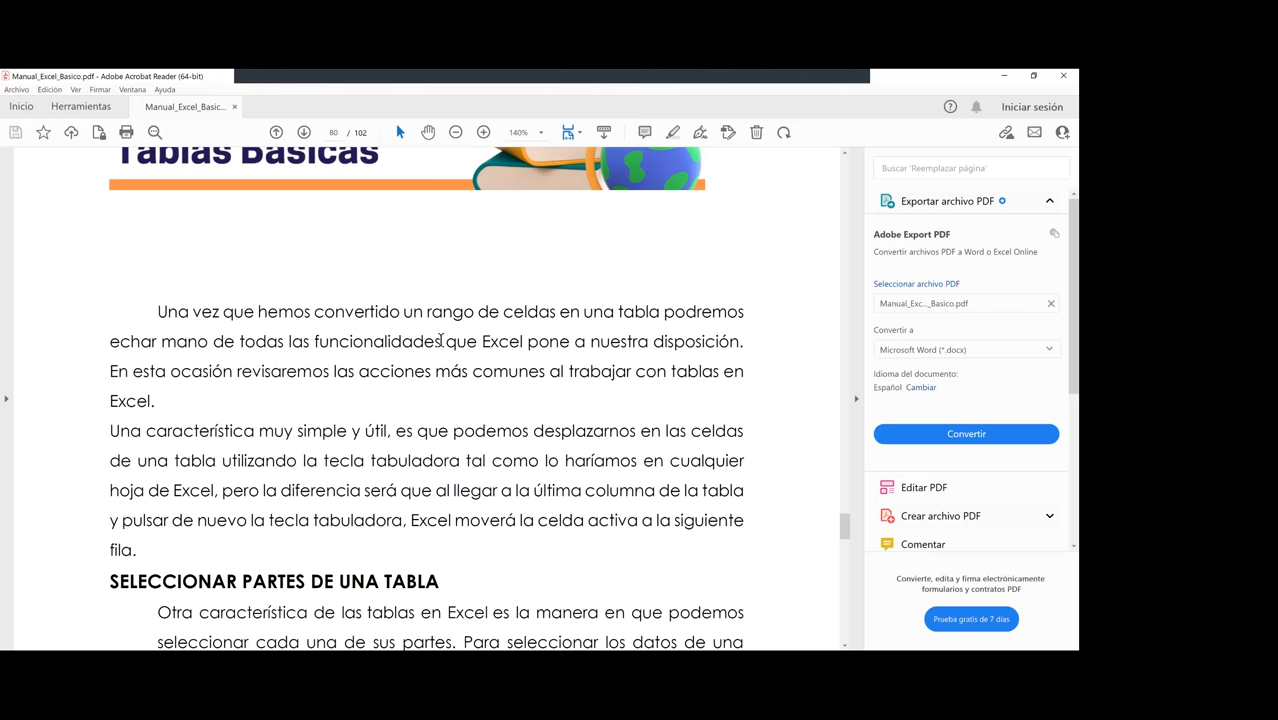 Manual_Excel_Basico.pdf - Adobe Acrobat Reader (64-bit)
Archivo Edición Ver Firmar Ventana Ayuda
Inicio Herramientas Manual_Excel_Basic... × Iniciar sesión
80 / 102 140%
Tablas Básicas
Una vez que hemos convertido un rango de celdas en una tabla podremos
echar mano de todas las funcionalidades que Excel pone a nuestra disposición.
En esta ocasión revisaremos las acciones más comunes al trabajar con tablas en
Excel.
Una característica muy simple y útil, es que podemos desplazarnos en las celdas
de una tabla utilizando la tecla tabuladora tal como lo haríamos en cualquier
hoja de Excel, pero la diferencia será que al llegar a la última columna de la tabla
y pulsar de nuevo la tecla tabuladora, Excel moverá la celda activa a la siguiente
fila.
SELECCIONAR PARTES DE UNA TABLA
Otra característica de las tablas en Excel es la manera en que podemos
seleccionar cada una de sus partes. Para seleccionar los datos de una
Buscar 'Reemplazar página'
Exportar archivo PDF
Adobe Export PDF
Convertir archivos PDF a Word o Excel Online
Seleccionar archivo PDF
Manual_Exc..._Basico.pdf
Convertir a
Microsoft Word (*.docx)
Idioma del documento:
Español Cambiar
Convertir
Editar PDF
Crear archivo PDF
Comentar
Convierte, edita y firma electrónicamente
formularios y contratos PDF
Prueba gratis de 7 días